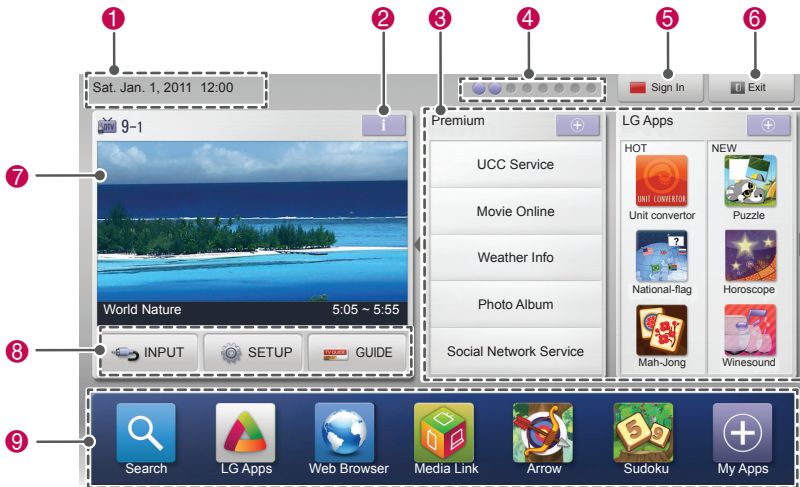 1
2
3
4
5
6
Sat. Jan. 1, 2011 12:00
Sign In
U Exit
DTV 9-1
i
Premium
LG Apps
7
UCC Service
Movie Online
Weather Info
Photo Album
Social Network Service
HOT
NEW
UNIT CONVERTOR
Unit convertor
Puzzle
?
National-flag
Horoscope
Mah-Jong
Winesound
World Nature 5:05 ~ 5:55
8
INPUT
SETUP
TV GUIDE
GUIDE
9
5 9
Search
LG Apps
Web Browser
Media Link
Arrow
Sudoku
My Apps